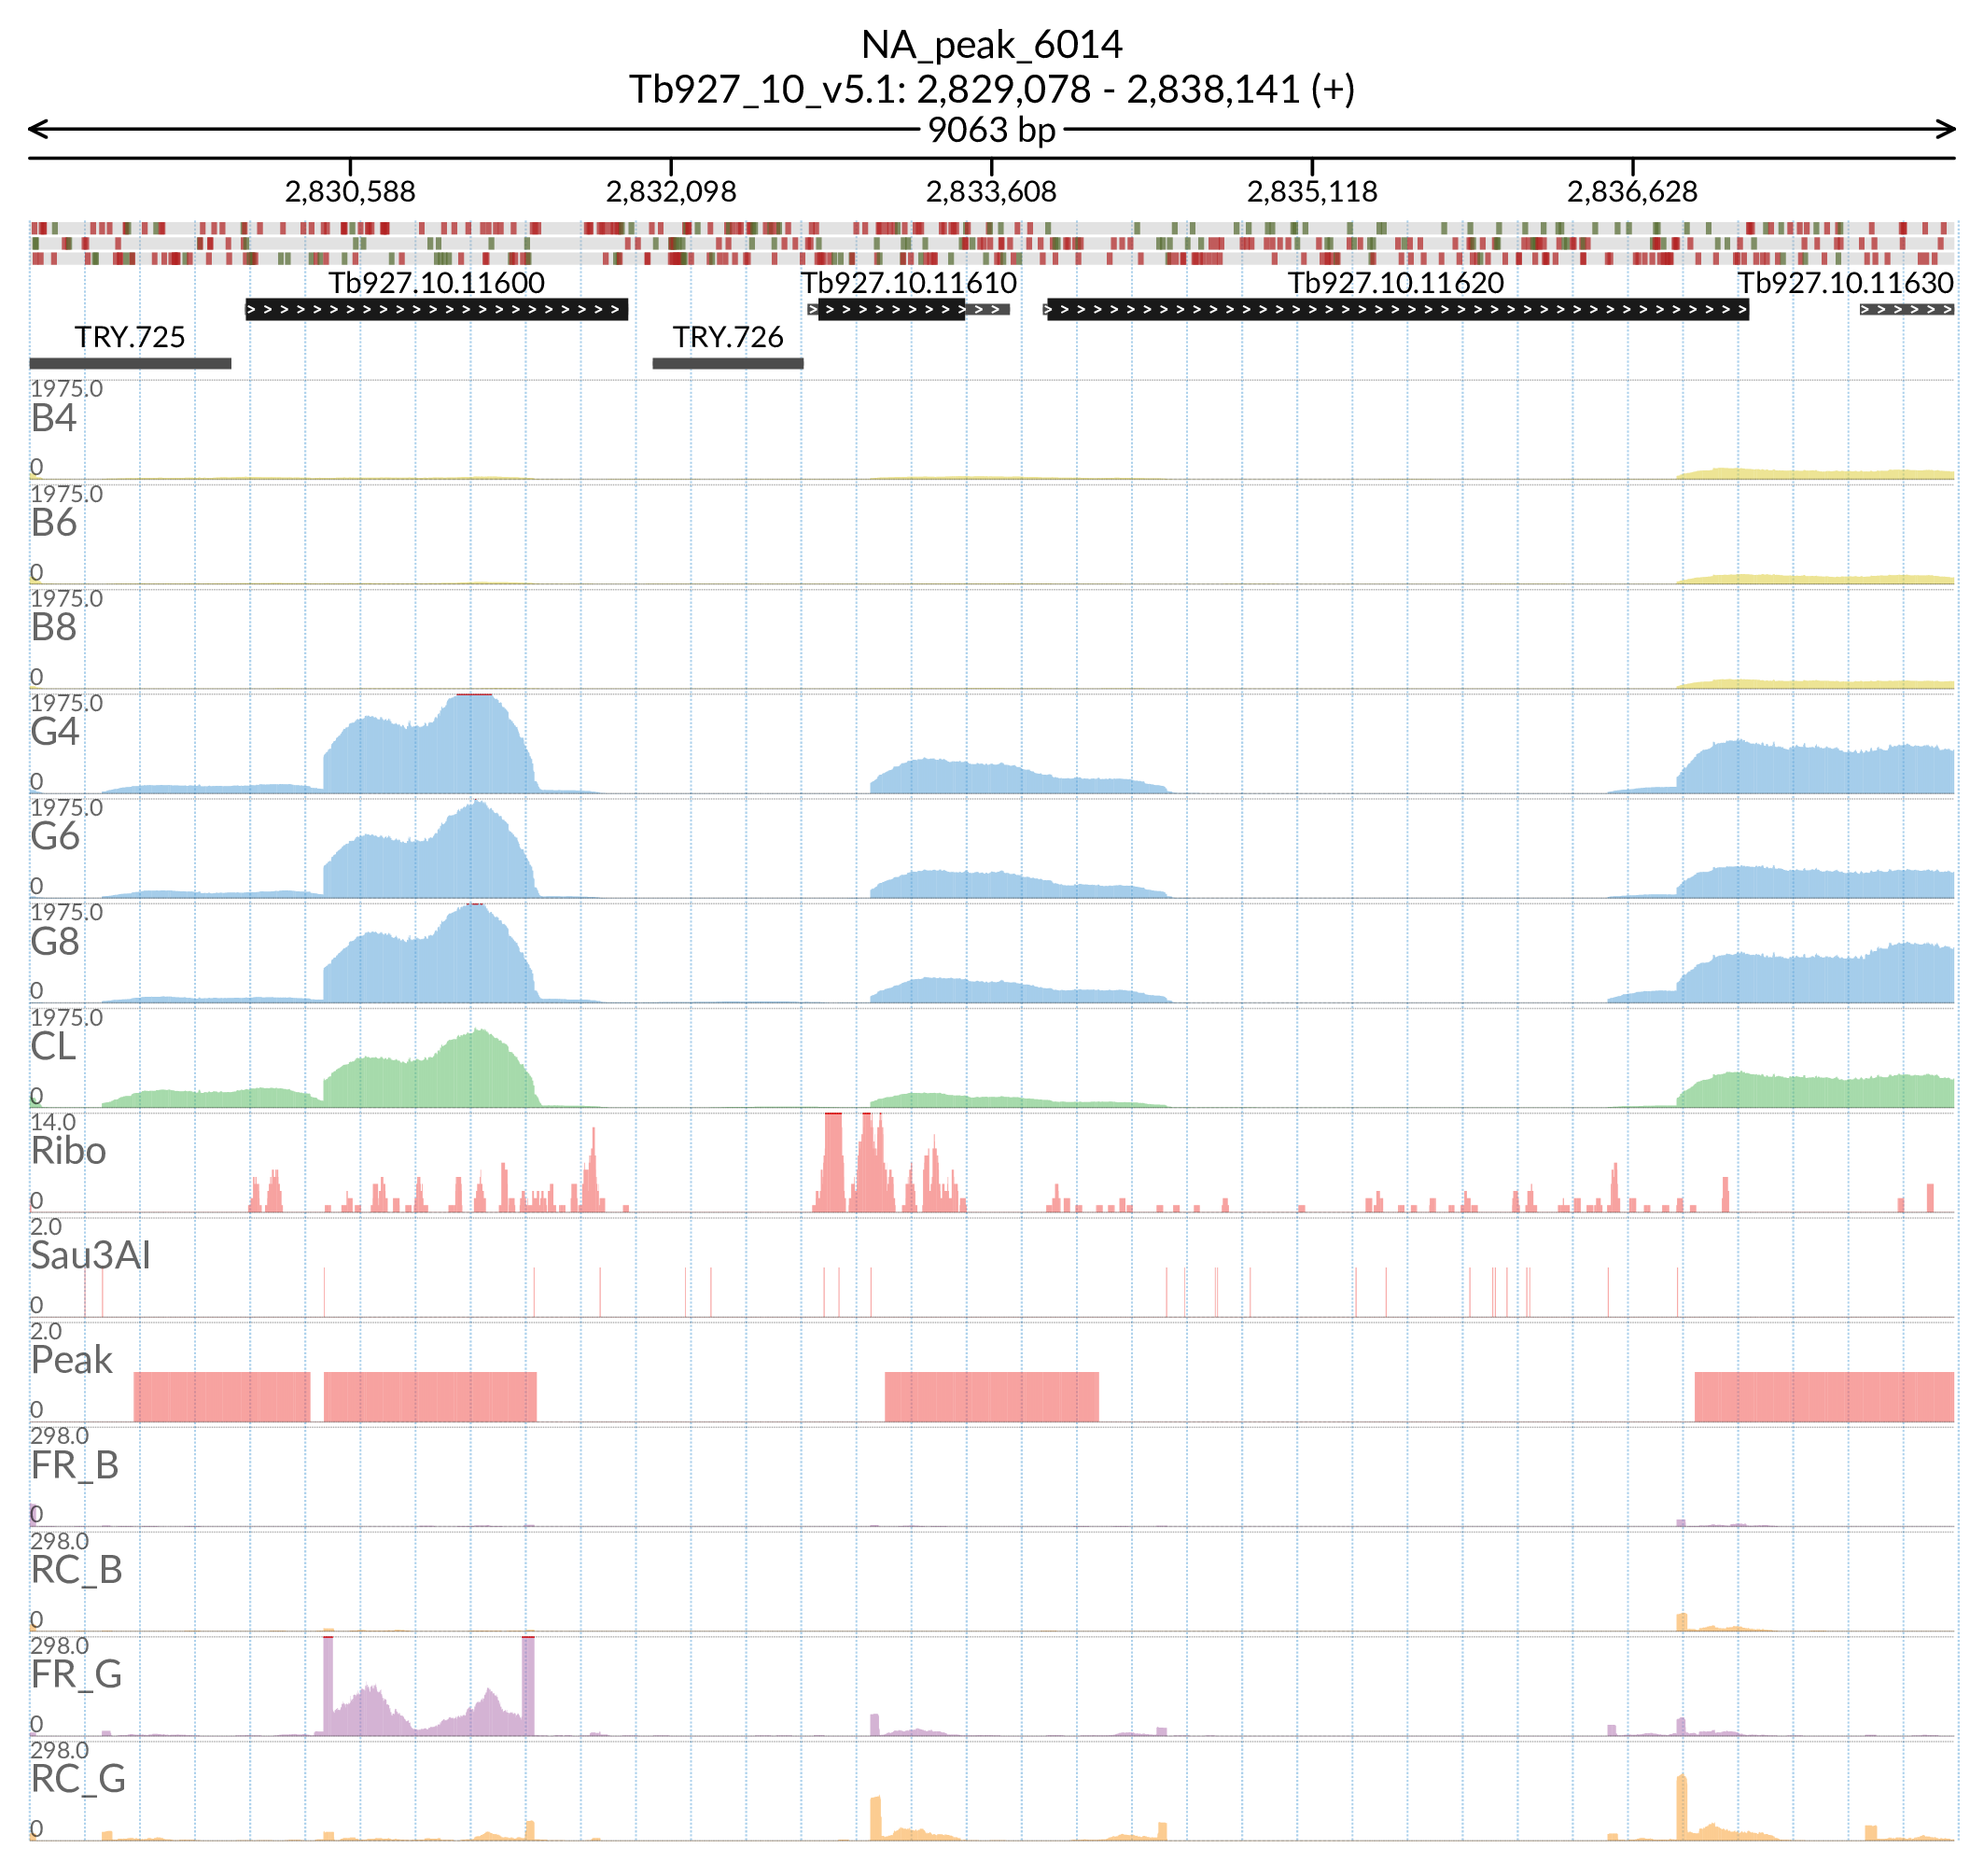 NA_peak_6014
Tb927_10_v5.1: 2,829,078 - 2,838,141 (+)
9063 bp
2,830,588 2,832,098 2,833,608 2,835,118 2,836,628
Tb927.10.11600 Tb927.10.11610 Tb927.10.11620 Tb927.10.11630
TRY.725 TRY.726
1975.0
B4
0
1975.0
B6
0
1975.0
B8
0
1975.0
G4
0
1975.0
G6
0
1975.0
G8
0
1975.0
CL
0
14.0
Ribo
0
2.0
Sau3AI
0
2.0
Peak
0
298.0
FR_B
0
298.0
RC_B
0
298.0
FR_G
0
298.0
RC_G
0